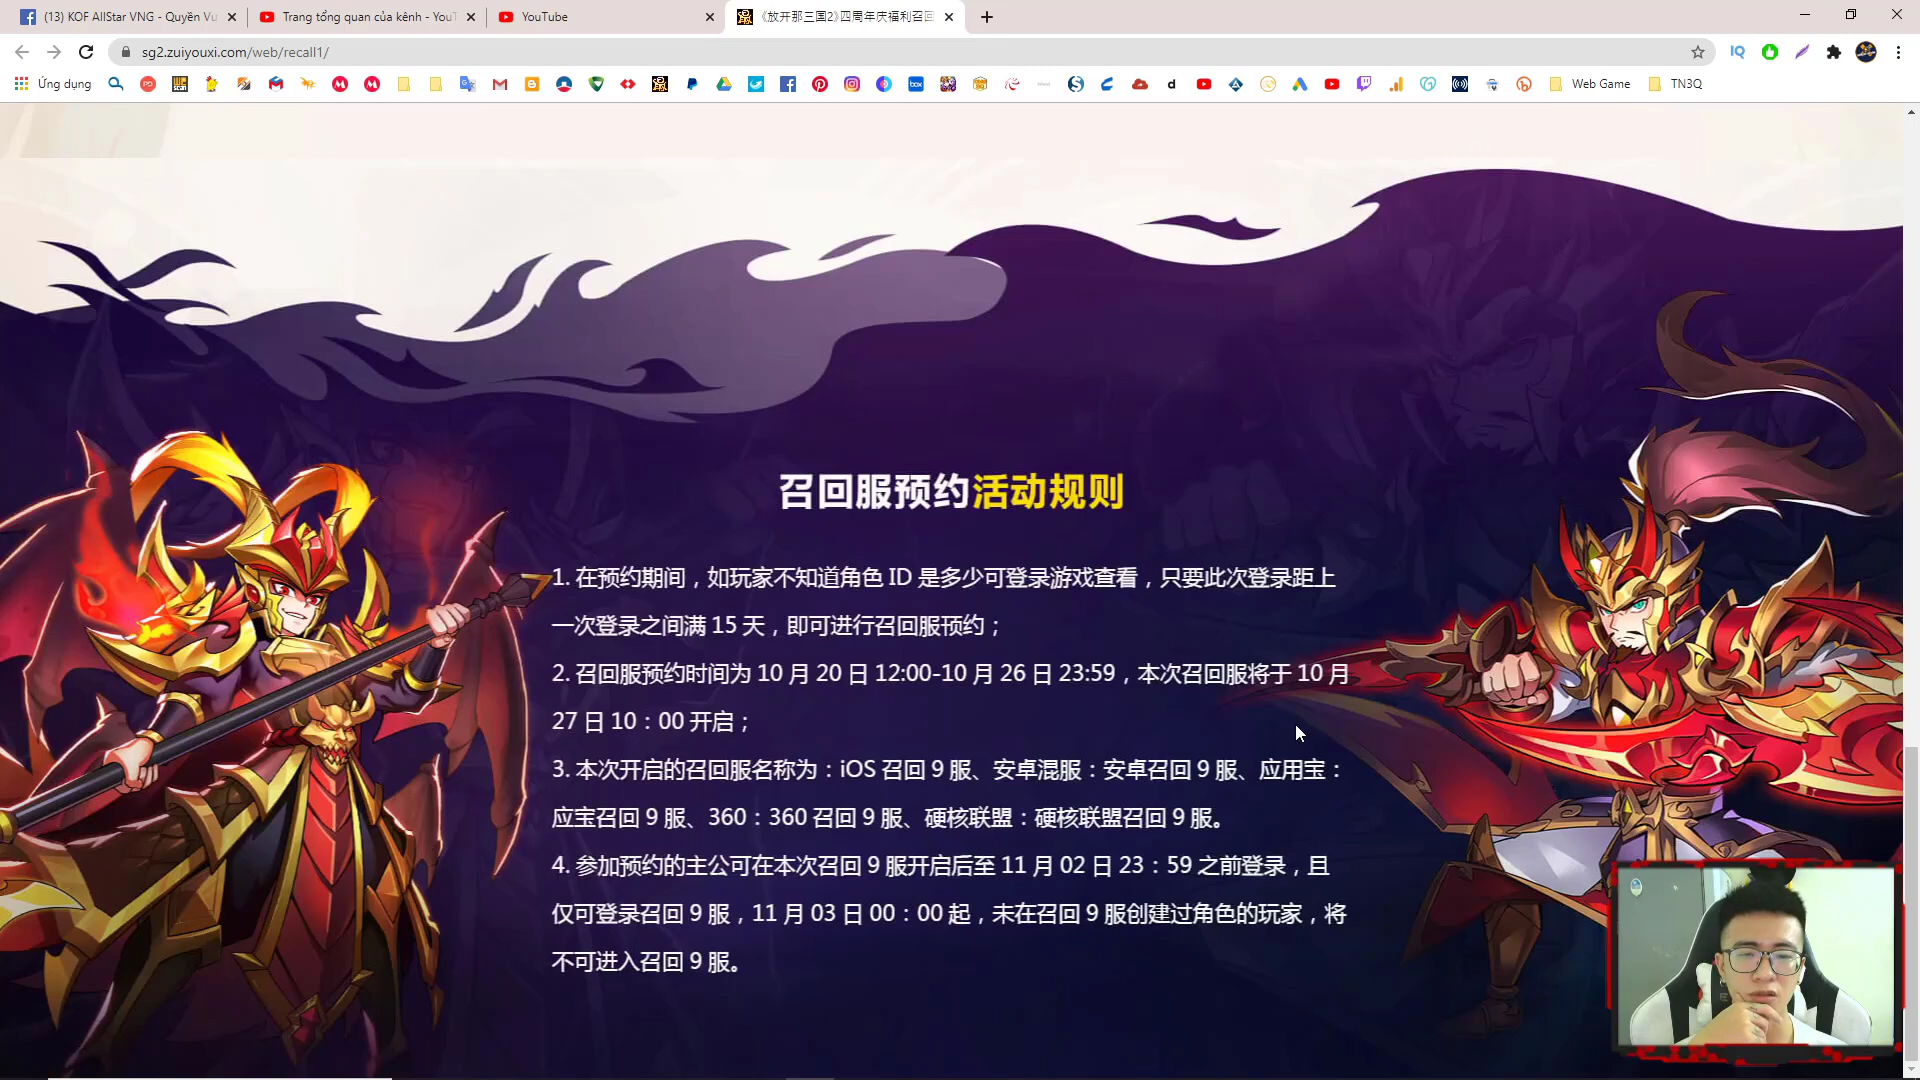 (13) KOF AllStar VNG - Quyền Vư
Trang tổng quan của kênh - YouT
YouTube
《放开那三国2》四周年庆福利召回
sg2.zuiyouxi.com/web/recall1/
Ứng dụng
Web Game
TN3Q
召回服预约活动规则
1. 在预约期间，如玩家不知道角色 ID 是多少可登录游戏查看，只要此次登录距上
一次登录之间满 15 天，即可进行召回服预约；
2. 召回服预约时间为 10 月 20 日 12:00-10 月 26 日 23:59，本次召回服将于 10 月
27 日 10：00 开启；
3. 本次开启的召回服名称为：iOS 召回 9 服、安卓混服：安卓召回 9 服、应用宝：
应宝召回 9 服、360：360 召回 9 服、硬核联盟：硬核联盟召回 9 服。
4. 参加预约的主公可在本次召回 9 服开启后至 11 月 02 日 23：59 之前登录，且
仅可登录召回 9 服，11 月 03 日 00：00 起，未在召回 9 服创建过角色的玩家，将
不可进入召回 9 服。